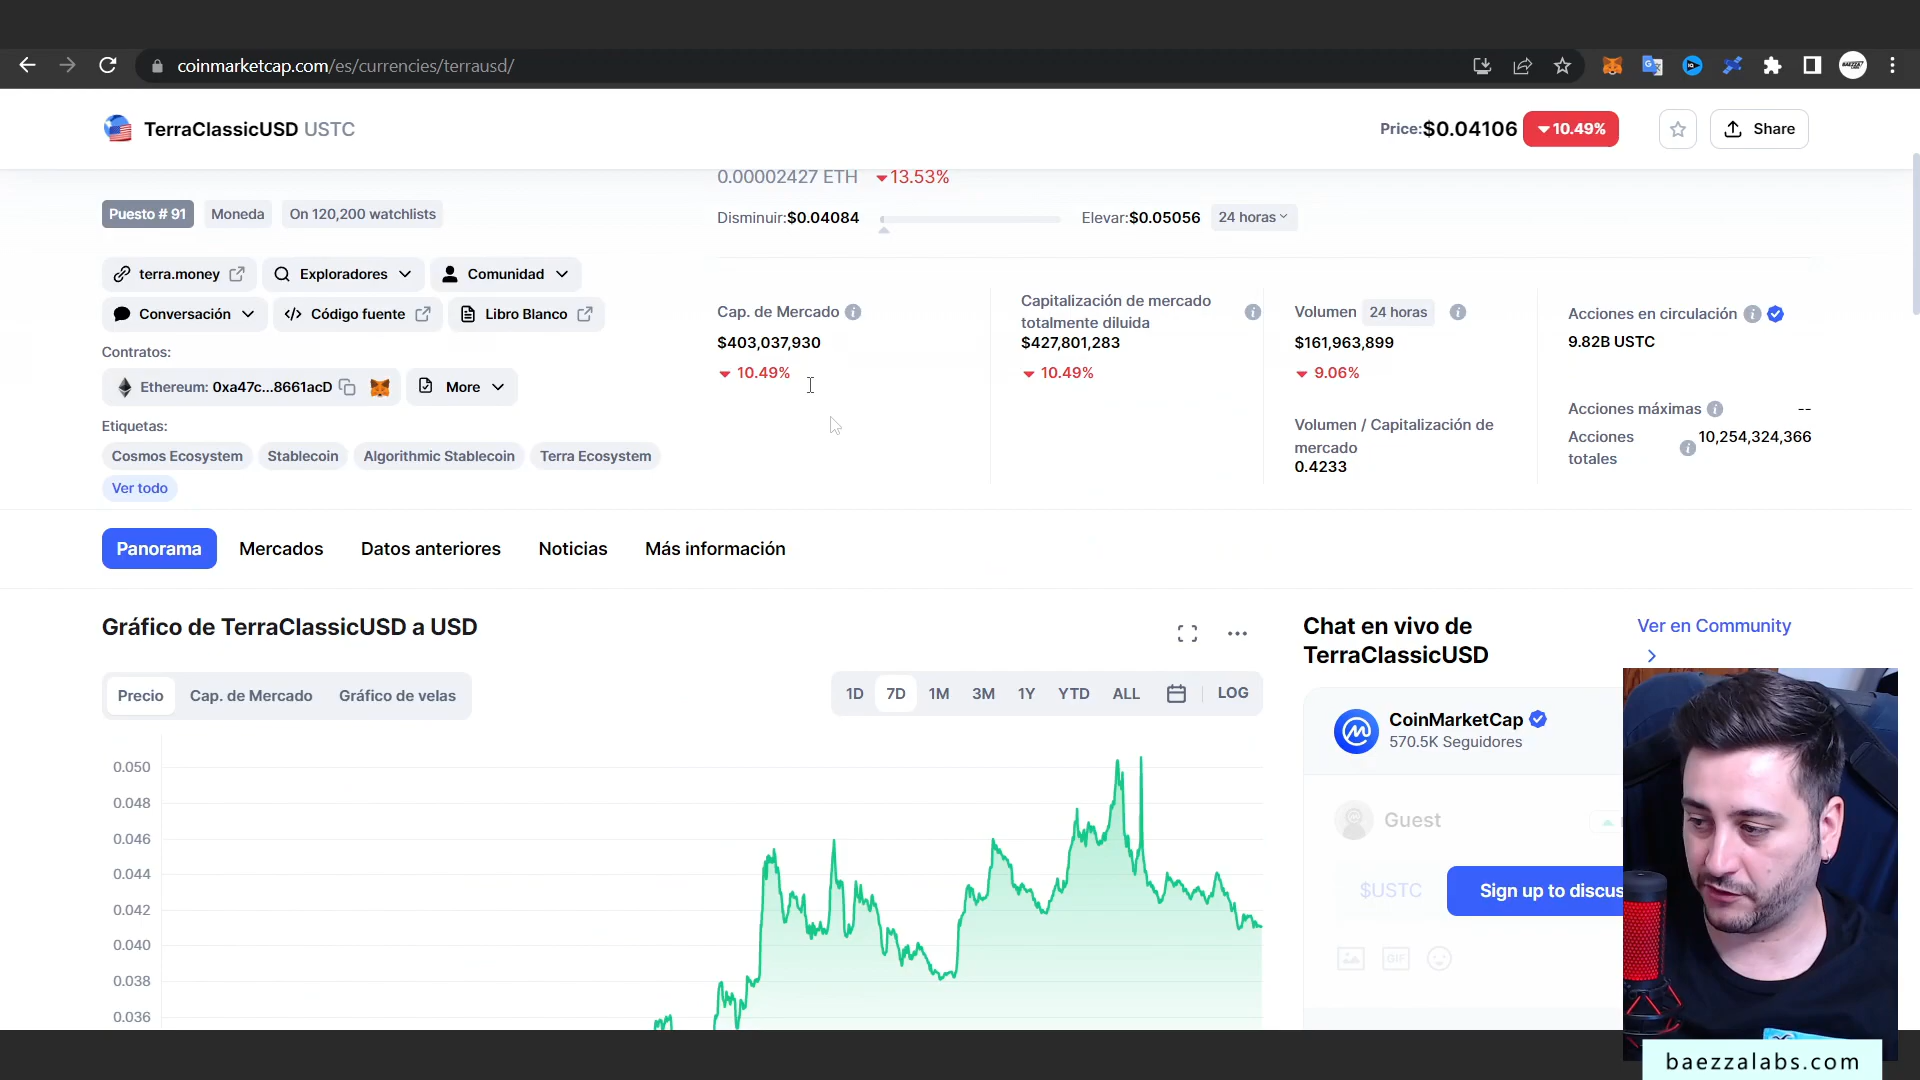 coinmarketcap.com/es/currencies/terrausd/
TerraClassicUSD USTC
Price:$0.04106
10.49%
Share
0.00002427 ETH
13.53%
Puesto # 91
Moneda
On 120,200 watchlists
Disminuir:$0.04084
Elevar:$0.05056
24 horas
terra.money
Exploradores
Comunidad
Conversación
Código fuente
Libro Blanco
Contratos:
Ethereum: 0xa47c...8661acD
More
Etiquetas:
Cosmos Ecosystem
Stablecoin
Algorithmic Stablecoin
Terra Ecosystem
Ver todo
Cap. de Mercado
$403,037,930
10.49%
Capitalización de mercado
totalmente diluida
$427,801,283
10.49%
Volumen
24 horas
$161,963,899
9.06%
Volumen / Capitalización de
mercado
0.4233
Acciones en circulación
9.82B USTC
Acciones máximas
--
Acciones
totales
10,254,324,366
Panorama
Mercados
Datos anteriores
Noticias
Más información
Gráfico de TerraClassicUSD a USD
Precio
Cap. de Mercado
Gráfico de velas
1D
7D
1M
3M
1Y
YTD
ALL
LOG
0.050
0.048
0.046
0.044
0.042
0.040
0.038
0.036
Chat en vivo de
TerraClassicUSD
Ver en Community
CoinMarketCap
570.5K Seguidores
Guest
$USTC
Sign up to discus
GIF
baezzalabs.com